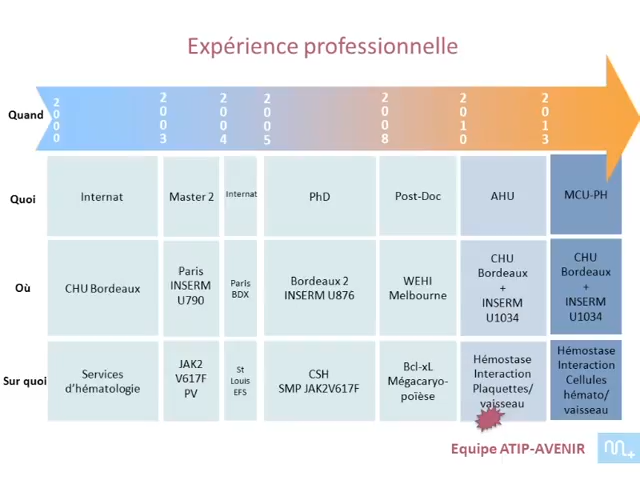 Expérience professionnelle
Quand
2000
2003
2004
2005
2008
2010
2013
Quoi
Internat
Master 2
Internat
PhD
Post-Doc
AHU
MCU-PH
Où
CHU Bordeaux
Paris
INSERM
U790
Paris
BDX
Bordeaux 2
INSERM U876
WEHI
Melbourne
CHU
Bordeaux
+
INSERM
U1034
CHU
Bordeaux
+
INSERM
U1034
Sur quoi
Services
d'hématologie
JAK2
V617F
PV
St
Louis
EFS
CSH
SMP JAK2V617F
Bcl-xL
Mégacaryo-
poïèse
Hémostase
Interaction
Plaquettes/
vaisseau
Hémostase
Interaction
Cellules
hémato/
vaisseau
Equipe ATIP-AVENIR